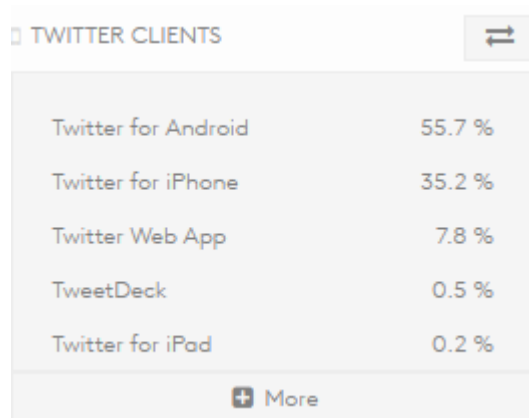 TWITTER CLIENTS
Twitter for Android 55.7 %
Twitter for iPhone 35.2 %
Twitter Web App 7.8 %
TweetDeck 0.5 %
Twitter for iPad 0.2 %
More